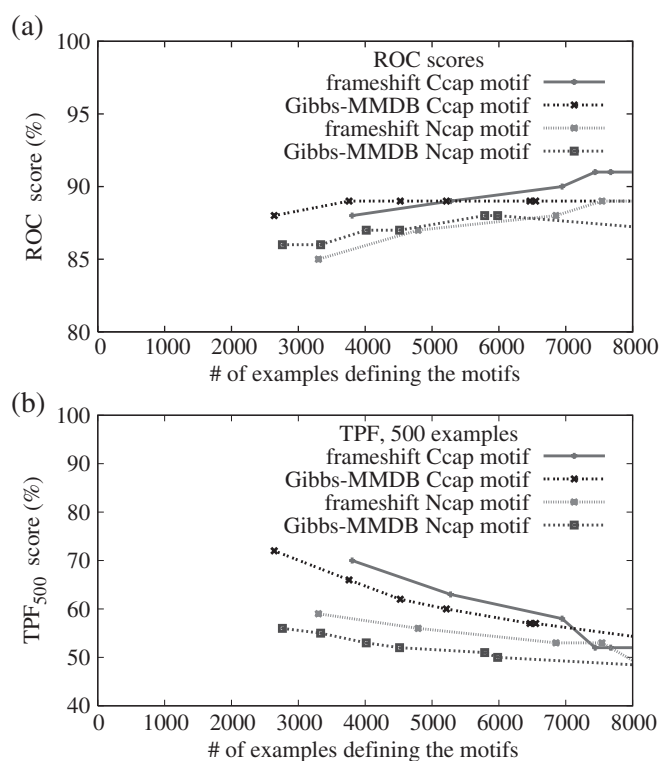 (a)
100
95
90
85
80
ROC score (%)
ROC scores
frameshift Ccap motif
Gibbs-MMDB Ccap motif
frameshift Ncap motif
Gibbs-MMDB Ncap motif
0 1000 2000 3000 4000 5000 6000 7000 8000
# of examples defining the motifs
(b)
100
90
80
70
60
50
40
TPF500 score (%)
TPF, 500 examples
frameshift Ccap motif
Gibbs-MMDB Ccap motif
frameshift Ncap motif
Gibbs-MMDB Ncap motif
0 1000 2000 3000 4000 5000 6000 7000 8000
# of examples defining the motifs